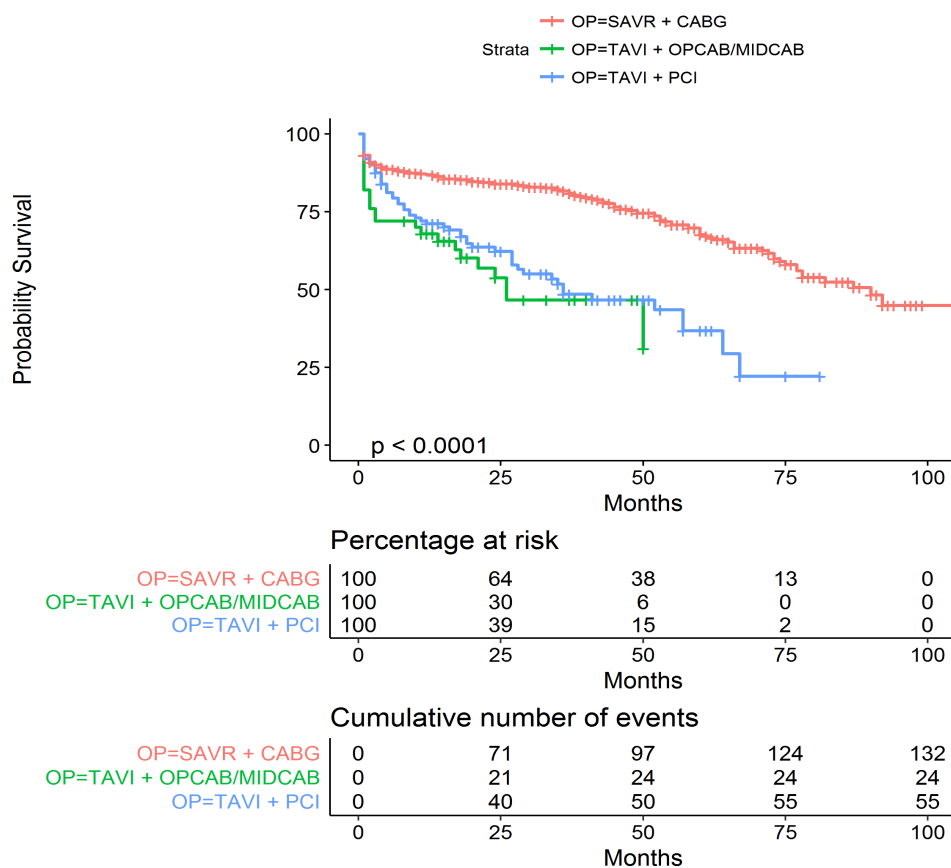 OP=SAVR + CABG
Strata OP=TAVI + OPCAB/MIDCAB
OP=TAVI + PCI
Probability Survival
100
75
50
25
0
p < 0.0001
0 25 50 75 100
Months
Percentage at risk
OP=SAVR + CABG 100 64 38 13 0
OP=TAVI + OPCAB/MIDCAB 100 30 6 0 0
OP=TAVI + PCI 100 39 15 2 0
0 25 50 75 100
Months
Cumulative number of events
OP=SAVR + CABG 0 71 97 124 132
OP=TAVI + OPCAB/MIDCAB 0 21 24 24 24
OP=TAVI + PCI 0 40 50 55 55
0 25 50 75 100
Months